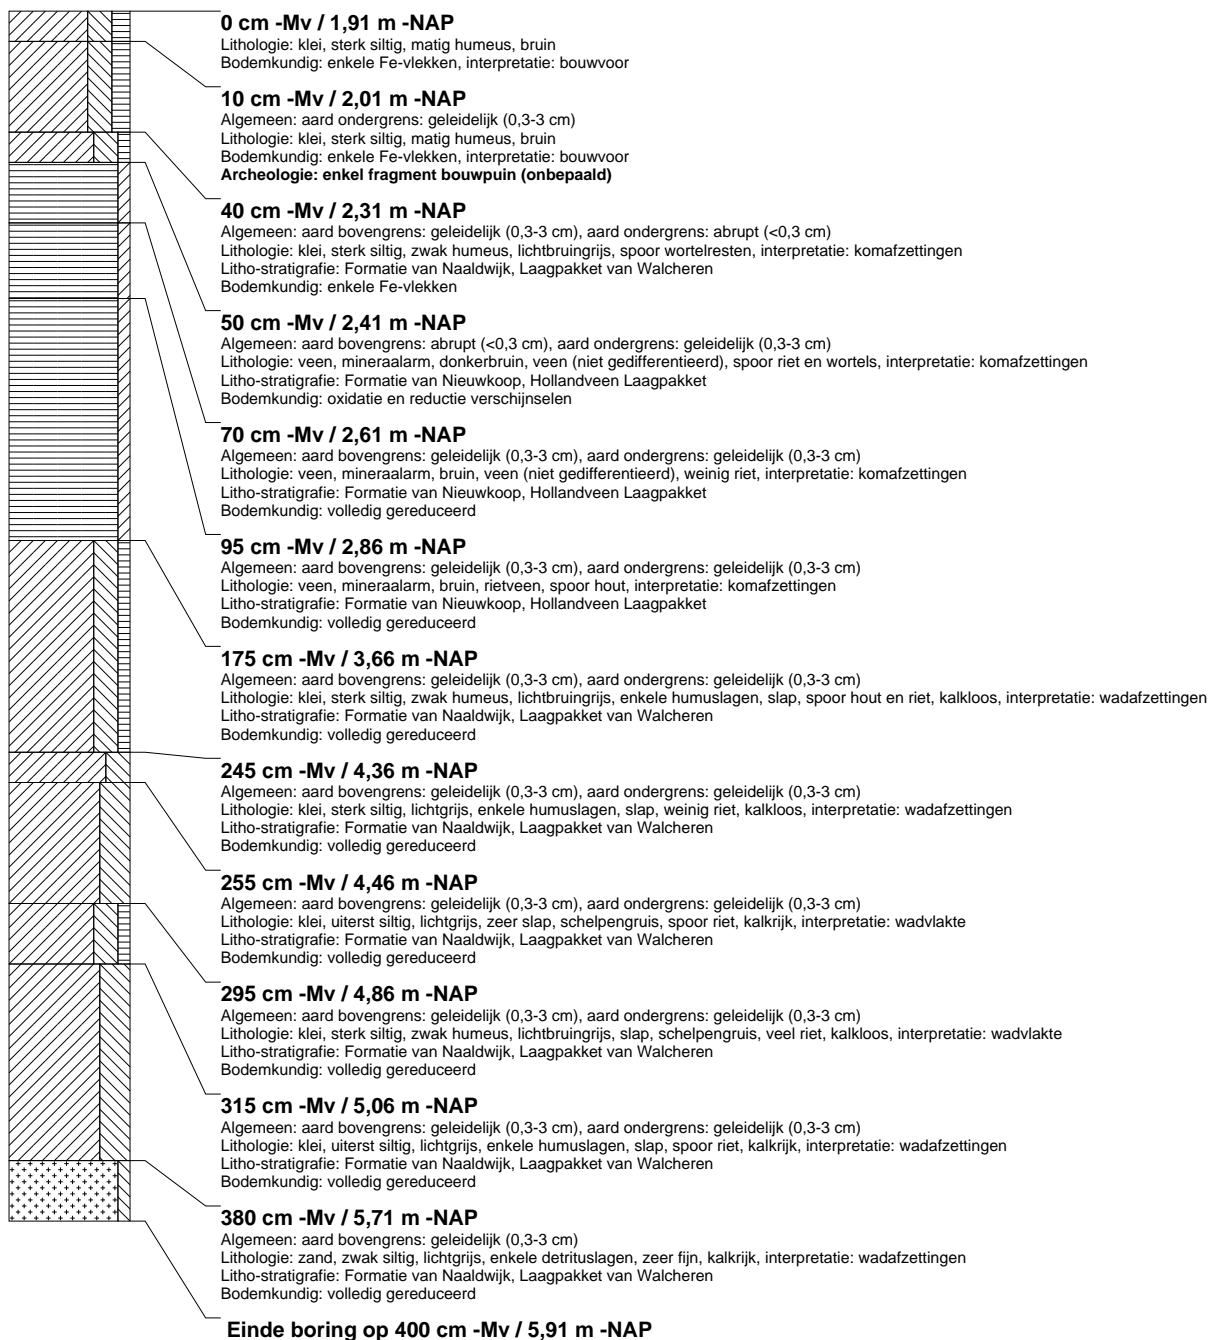 0 cm -Mv / 1,91 m -NAP
Lithologie: klei, sterk siltig, matig humeus, bruin
Bodemkundig: enkele Fe-vlekken, interpretatie: bouwvoor
10 cm -Mv / 2,01 m -NAP
Algemeen: aard ondergrens: geleidelijk (0,3-3 cm)
Lithologie: klei, sterk siltig, matig humeus, bruin
Bodemkundig: enkele Fe-vlekken, interpretatie: bouwvoor
Archeologie: enkel fragment bouwpuin (onbepaald)
40 cm -Mv / 2,31 m -NAP
Algemeen: aard bovengrens: geleidelijk (0,3-3 cm), aard ondergrens: abrupt (<0,3 cm)
Lithologie: klei, sterk siltig, zwak humeus, lichtbruingrijs, spoor wortelresten, interpretatie: komafzettingen
Litho-stratigrafie: Formatie van Naaldwijk, Laagpakket van Walcheren
Bodemkundig: enkele Fe-vlekken
50 cm -Mv / 2,41 m -NAP
Algemeen: aard bovengrens: abrupt (<0,3 cm), aard ondergrens: geleidelijk (0,3-3 cm)
Lithologie: veen, mineraalarm, donkerbruin, veen (niet gedifferentieerd), spoor riet en wortels, interpretatie: komafzettingen
Litho-stratigrafie: Formatie van Nieuwkoop, Hollandveen Laagpakket
Bodemkundig: oxidatie en reductie verschijnselen
70 cm -Mv / 2,61 m -NAP
Algemeen: aard bovengrens: geleidelijk (0,3-3 cm), aard ondergrens: geleidelijk (0,3-3 cm)
Lithologie: veen, mineraalarm, bruin, veen (niet gedifferentieerd), weinig riet, interpretatie: komafzettingen
Litho-stratigrafie: Formatie van Nieuwkoop, Hollandveen Laagpakket
Bodemkundig: volledig gereduceerd
95 cm -Mv / 2,86 m -NAP
Algemeen: aard bovengrens: geleidelijk (0,3-3 cm), aard ondergrens: geleidelijk (0,3-3 cm)
Lithologie: veen, mineraalarm, bruin, rietveen, spoor hout, interpretatie: komafzettingen
Litho-stratigrafie: Formatie van Nieuwkoop, Hollandveen Laagpakket
Bodemkundig: volledig gereduceerd
175 cm -Mv / 3,66 m -NAP
Algemeen: aard bovengrens: geleidelijk (0,3-3 cm), aard ondergrens: geleidelijk (0,3-3 cm)
Lithologie: klei, sterk siltig, zwak humeus, lichtbruingrijs, enkele humuslagen, slap, spoor hout en riet, kalkloos, interpretatie: wadafzettingen
Litho-stratigrafie: Formatie van Naaldwijk, Laagpakket van Walcheren
Bodemkundig: volledig gereduceerd
245 cm -Mv / 4,36 m -NAP
Algemeen: aard bovengrens: geleidelijk (0,3-3 cm), aard ondergrens: geleidelijk (0,3-3 cm)
Lithologie: klei, sterk siltig, lichtgrijs, enkele humuslagen, slap, weinig riet, kalkloos, interpretatie: wadafzettingen
Litho-stratigrafie: Formatie van Naaldwijk, Laagpakket van Walcheren
Bodemkundig: volledig gereduceerd
255 cm -Mv / 4,46 m -NAP
Algemeen: aard bovengrens: geleidelijk (0,3-3 cm), aard ondergrens: geleidelijk (0,3-3 cm)
Lithologie: klei, uiterst siltig, lichtgrijs, zeer slap, schelpengruis, spoor riet, kalkrijk, interpretatie: wadvlakte
Litho-stratigrafie: Formatie van Naaldwijk, Laagpakket van Walcheren
Bodemkundig: volledig gereduceerd
295 cm -Mv / 4,86 m -NAP
Algemeen: aard bovengrens: geleidelijk (0,3-3 cm), aard ondergrens: geleidelijk (0,3-3 cm)
Lithologie: klei, sterk siltig, zwak humeus, lichtbruingrijs, slap, schelpengruis, veel riet, kalkloos, interpretatie: wadvlakte
Litho-stratigrafie: Formatie van Naaldwijk, Laagpakket van Walcheren
Bodemkundig: volledig gereduceerd
315 cm -Mv / 5,06 m -NAP
Algemeen: aard bovengrens: geleidelijk (0,3-3 cm), aard ondergrens: geleidelijk (0,3-3 cm)
Lithologie: klei, uiterst siltig, lichtgrijs, enkele humuslagen, slap, spoor riet, kalkrijk, interpretatie: wadafzettingen
Litho-stratigrafie: Formatie van Naaldwijk, Laagpakket van Walcheren
Bodemkundig: volledig gereduceerd
380 cm -Mv / 5,71 m -NAP
Algemeen: aard bovengrens: geleidelijk (0,3-3 cm)
Lithologie: zand, zwak siltig, lichtgrijs, enkele detrituslagen, zeer fijn, kalkrijk, interpretatie: wadafzettingen
Litho-stratigrafie: Formatie van Naaldwijk, Laagpakket van Walcheren
Bodemkundig: volledig gereduceerd
Einde boring op 400 cm -Mv / 5,91 m -NAP